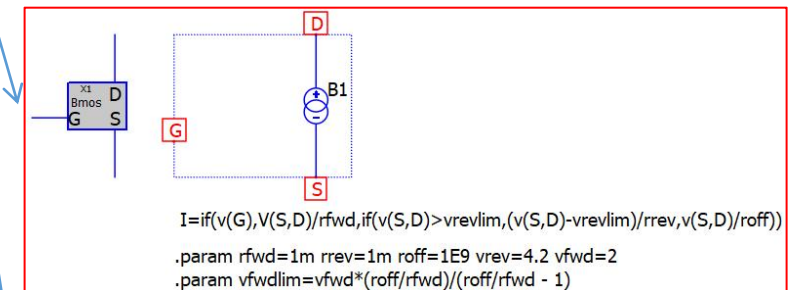 D
X1
D
Bmos
G
S
B1
G
S
I=if(v(G),V(S,D)/rfwd,if(v(S,D)>vrevlim,(v(S,D)-vrevlim)/rrev,v(S,D)/roff))
.param rfwd=1m rrev=1m roff=1E9 vrev=4.2 vfwd=2
.param vfwdlim=vfwd*(roff/rfwd)/(roff/rfwd - 1)